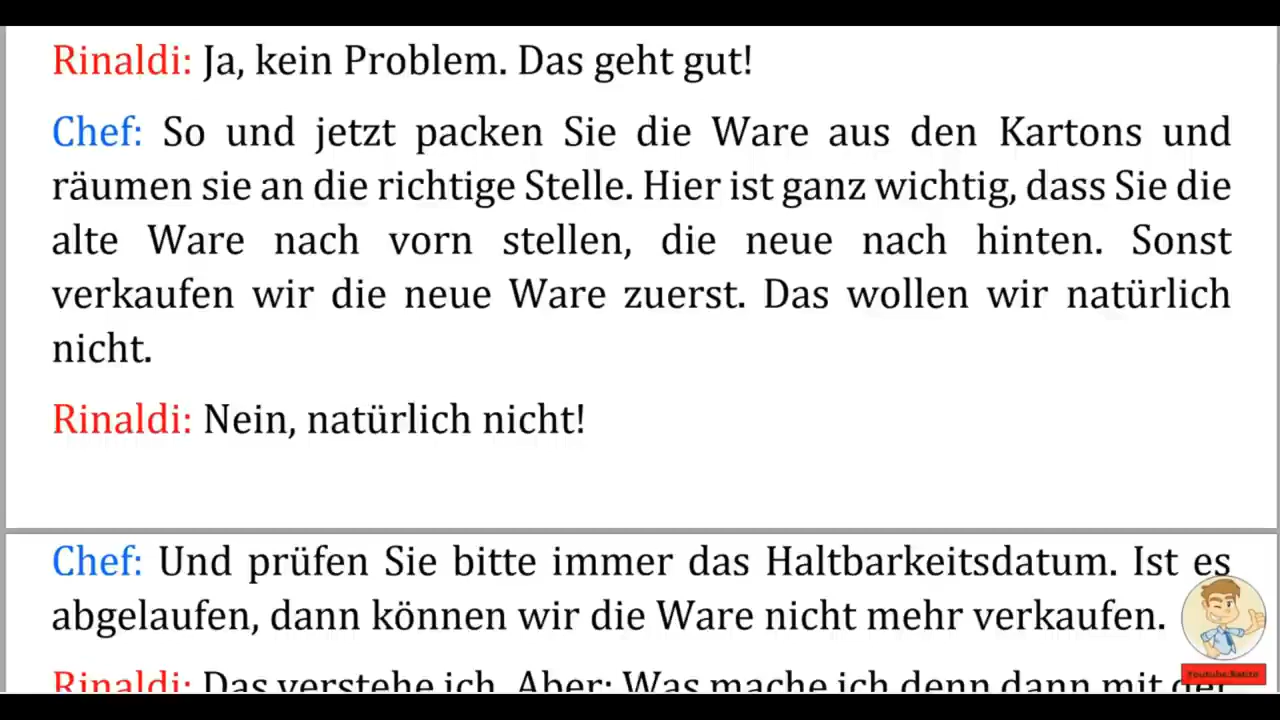 Rinaldi: Ja, kein Problem. Das geht gut!
Chef: So und jetzt packen Sie die Ware aus den Kartons und
räumen sie an die richtige Stelle. Hier ist ganz wichtig, dass Sie die
alte Ware nach vorn stellen, die neue nach hinten. Sonst
verkaufen wir die neue Ware zuerst. Das wollen wir natürlich
nicht.
Rinaldi: Nein, natürlich nicht!
Chef: Und prüfen Sie bitte immer das Haltbarkeitsdatum. Ist es
abgelaufen, dann können wir die Ware nicht mehr verkaufen.
Rinaldi: Das verstehe ich. Aber: Was mache ich denn dann mit der